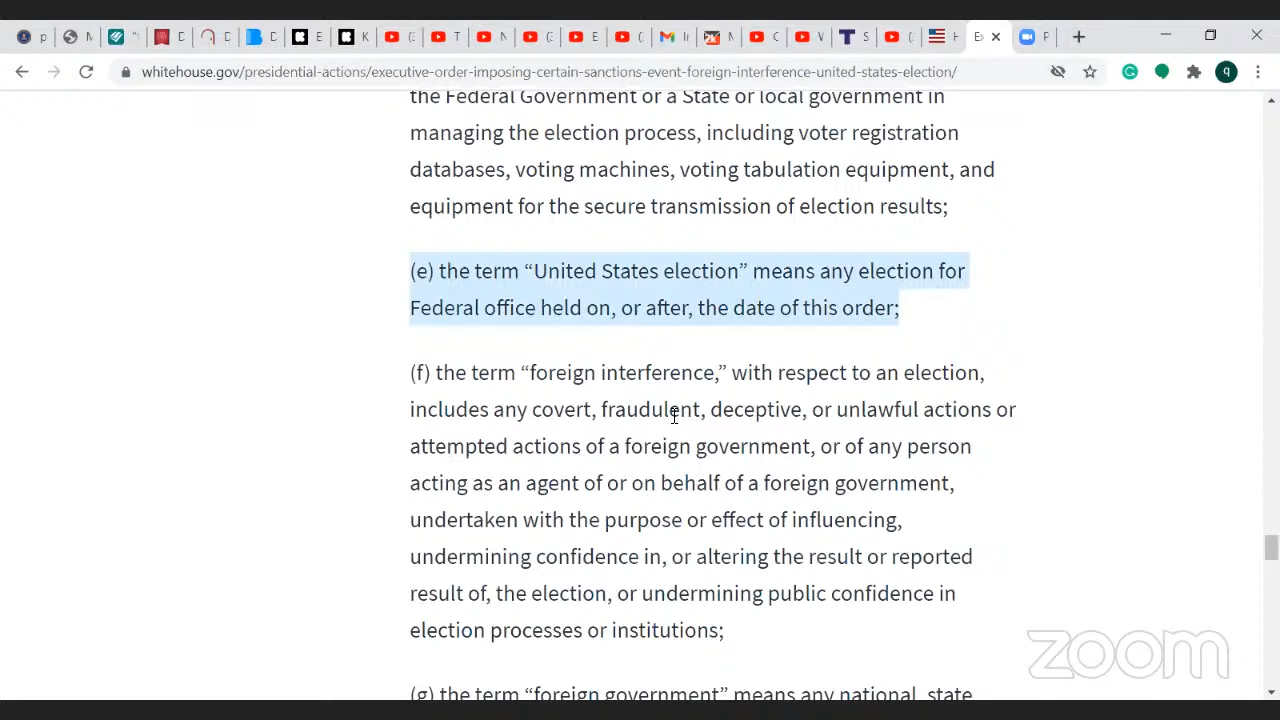 p
M
D
D
D
E
K
(
T
N
(
E
(
Ir
M
C
V
S
(
H
Ex
P
whitehouse.gov/presidential-actions/executive-order-imposing-certain-sanctions-event-foreign-interference-united-states-election/
q
the Federal Government or a State or local government in
managing the election process, including voter registration
databases, voting machines, voting tabulation equipment, and
equipment for the secure transmission of election results;
(e) the term “United States election” means any election for
Federal office held on, or after, the date of this order;
(f) the term “foreign interference,” with respect to an election,
includes any covert, fraudulent, deceptive, or unlawful actions or
attempted actions of a foreign government, or of any person
acting as an agent of or on behalf of a foreign government,
undertaken with the purpose or effect of influencing,
undermining confidence in, or altering the result or reported
result of, the election, or undermining public confidence in
election processes or institutions;
zoom
(g) the term “foreign government” means any national, state